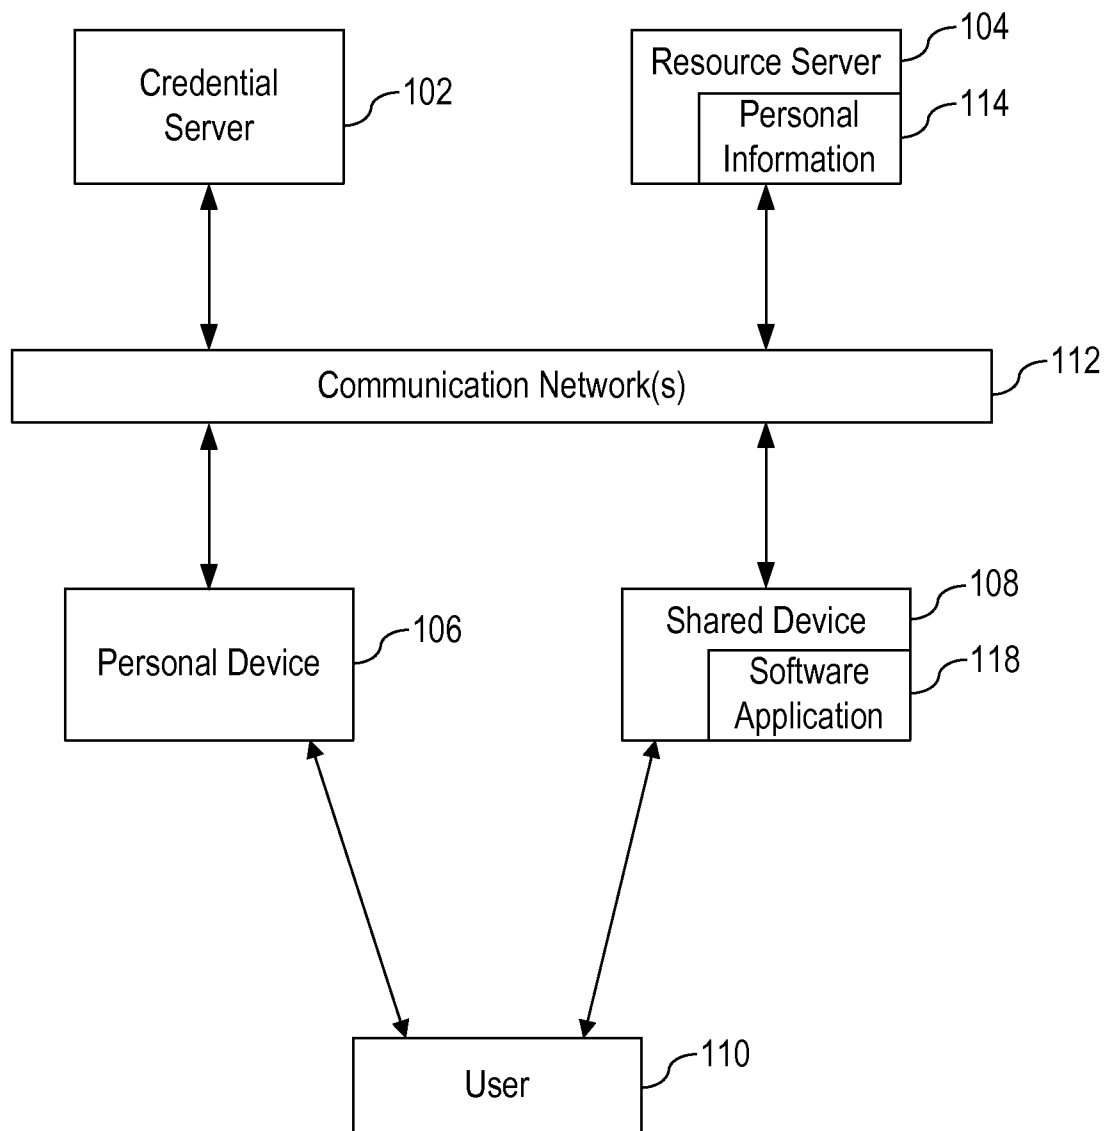 Credential
Server
102
Resource Server
104
Personal
Information
114
Communication Network(s)
112
Personal Device
106
Shared Device
108
Software
Application
118
User
110